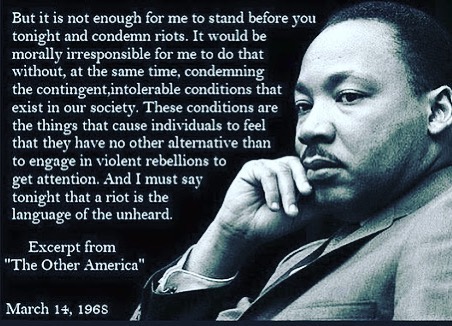 But it is not enough for me to stand before you
tonight and condemn riots. It would be
morally irresponsible for me to do that
without, at the same time, condemning
the contingent,intolerable conditions that
exist in our society. These conditions are
the things that cause individuals to feel
that they have no other alternative than
to engage in violent rebellions to
get attention. And I must say
tonight that a riot is the
language of the unheard.
Excerpt from
"The Other America"
March 14, 1968